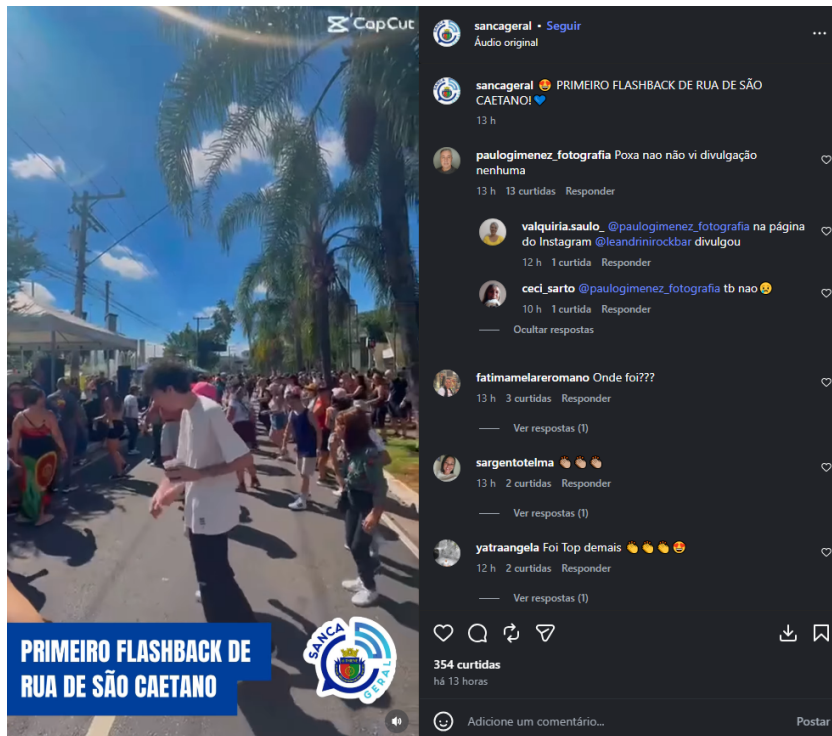 CapCut
PRIMEIRO FLASHBACK DE
RUA DE SÃO CAETANO
SANCA
GERAL
sancageral • Seguir
Áudio original
sancageral 😍 PRIMEIRO FLASHBACK DE RUA DE SÃO
CAETANO!💙
13 h
paulogimenez_fotografia Poxa nao não vi divulgação
nenhuma
13 h 13 curtidas Responder
valquiria.saulo_ @paulogimenez_fotografia na página
do Instagram @leandrinirockbar divulgou
12 h 1 curtida Responder
ceci_sarto @paulogimenez_fotografia tb nao😥
10 h 1 curtida Responder
Ocultar respostas
fatimamelareromano Onde foi???
13 h 3 curtidas Responder
Ver respostas (1)
sargentotelma 👏🏼👏🏼👏🏼
13 h 2 curtidas Responder
Ver respostas (1)
yatraangela Foi Top demais 👏👏👏😍
12 h 2 curtidas Responder
Ver respostas (1)
354 curtidas
há 13 horas
Adicione um comentário...
Postar